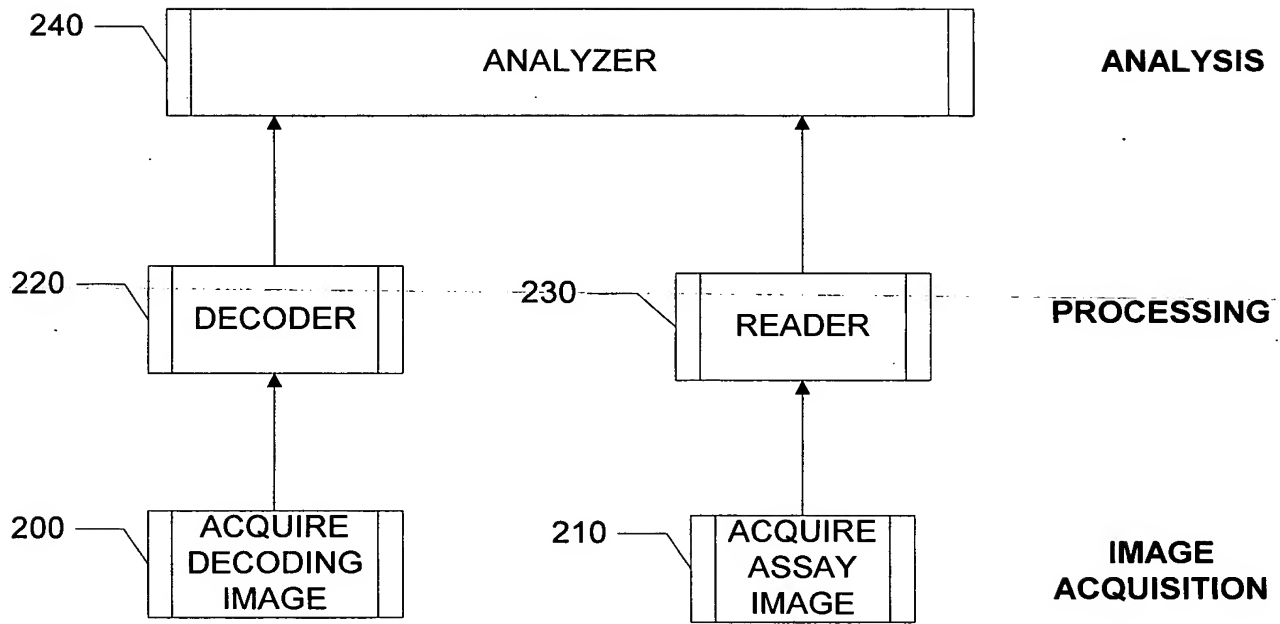 240
ANALYZER
ANALYSIS
220
DECODER
230
READER
PROCESSING
200
ACQUIRE
DECODING
IMAGE
210
ACQUIRE
ASSAY
IMAGE
IMAGE
ACQUISITION